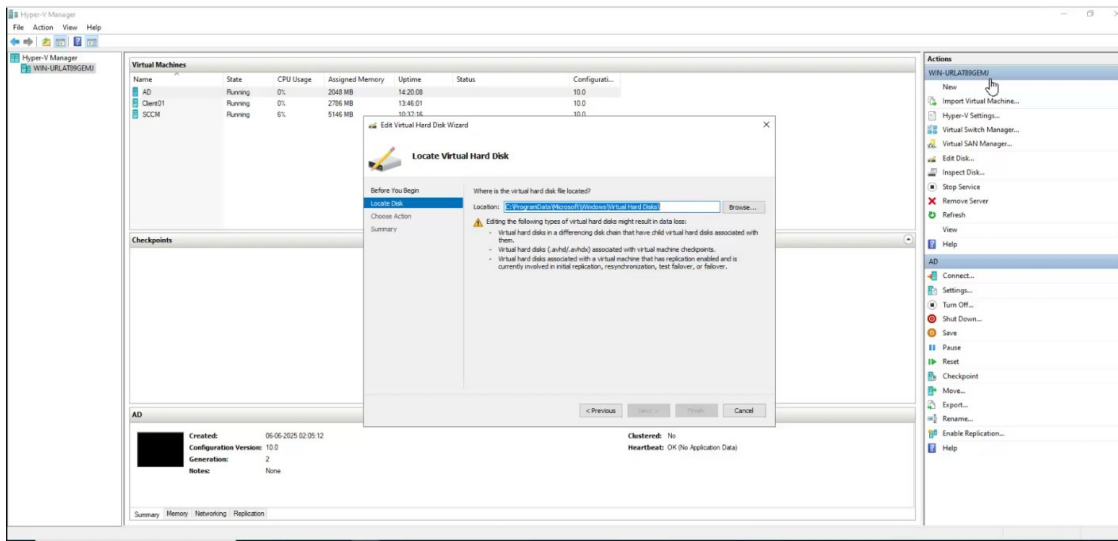 Hyper-V Manager
File Action View Help
Hyper-V Manager
WIN-URLAT89GEMJ
Virtual Machines
Name State CPU Usage Assigned Memory Uptime Status Configurati...
AD Running 0% 2048 MB 14:20:08 10.0
Client01 Running 0% 2786 MB 13:46:01 10.0
SCCM Running 6% 5146 MB 10:37:16 10.0
Edit Virtual Hard Disk Wizard
Locate Virtual Hard Disk
Before You Begin
Locate Disk
Choose Action
Summary
Where is the virtual hard disk file located?
Location: C:\ProgramData\Microsoft\Windows\Virtual Hard Disks\ Browse...
Editing the following types of virtual hard disks might result in data loss:
- Virtual hard disks in a differencing disk chain that have child virtual hard disks associated with
them.
- Virtual hard disks (.avhd/.avhdx) associated with virtual machine checkpoints.
- Virtual hard disks associated with a virtual machine that has replication enabled and is
currently involved in initial replication, resynchronization, test failover, or failover.
< Previous Next > Finish Cancel
Checkpoints
AD
Created: 06-06-2025 02:05:12 Clustered: No
Configuration Version: 10.0 Heartbeat: OK (No Application Data)
Generation: 2
Notes: None
Summary Memory Networking Replication
Actions
WIN-URLAT89GEMJ
New
Import Virtual Machine...
Hyper-V Settings...
Virtual Switch Manager...
Virtual SAN Manager...
Edit Disk...
Inspect Disk...
Stop Service
Remove Server
Refresh
View
Help
AD
Connect...
Settings...
Turn Off...
Shut Down...
Save
Pause
Reset
Checkpoint
Move...
Export...
Rename...
Enable Replication...
Help